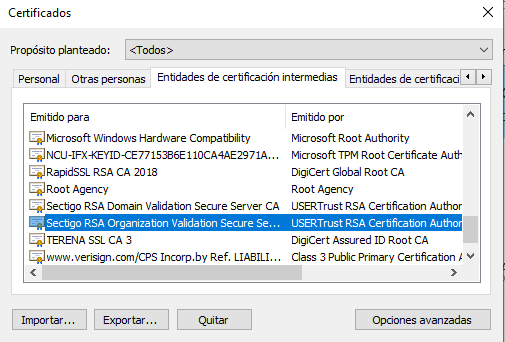 Certificados
Propósito planteado: <Todos>
Personal Otras personas Entidades de certificación intermedias Entidades de certificaci
Emitido para Emitido por
Microsoft Windows Hardware Compatibility Microsoft Root Authority
NCU-IFX-KEYID-CE77153B6E110CA4AE2971A... Microsoft TPM Root Certificate Auth
RapidSSL RSA CA 2018 DigiCert Global Root CA
Root Agency Root Agency
Sectigo RSA Domain Validation Secure Server CA USERTrust RSA Certification Author
Sectigo RSA Organization Validation Secure Se... USERTrust RSA Certification Author
TERENA SSL CA 3 DigiCert Assured ID Root CA
www.verisign.com/CPS Incorp.by Ref. LIABILI... Class 3 Public Primary Certification A
Importar... Exportar... Quitar Opciones avanzadas